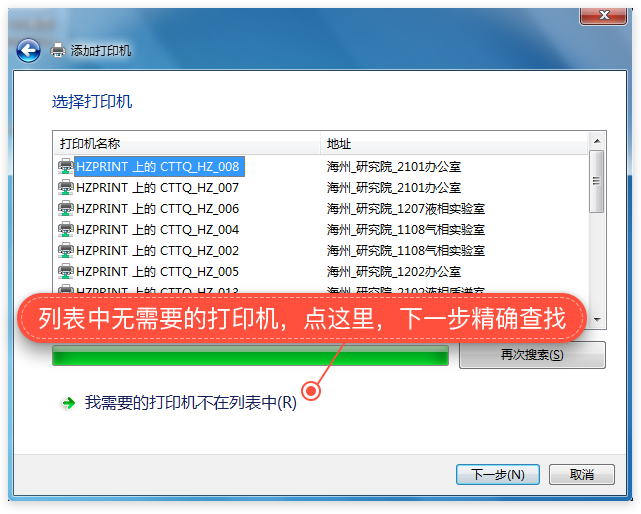 添加打印机
选择打印机
打印机名称 地址
HZPRINT 上的 CTTQ_HZ_008 海州_研究院_2101办公室
HZPRINT 上的 CTTQ_HZ_007 海州_研究院_2101办公室
HZPRINT 上的 CTTQ_HZ_006 海州_研究院_1207液相实验室
HZPRINT 上的 CTTQ_HZ_004 海州_研究院_1108气相实验室
HZPRINT 上的 CTTQ_HZ_002 海州_研究院_1108气相实验室
HZPRINT 上的 CTTQ_HZ_005 海州_研究院_1202办公室
HZPRINT 上的 CTTQ_HZ_013 海州_研究院_2102液相质谱室
列表中无需要的打印机，点这里，下一步精确查找
再次搜索(S)
我需要的打印机不在列表中(R)
下一步(N) 取消